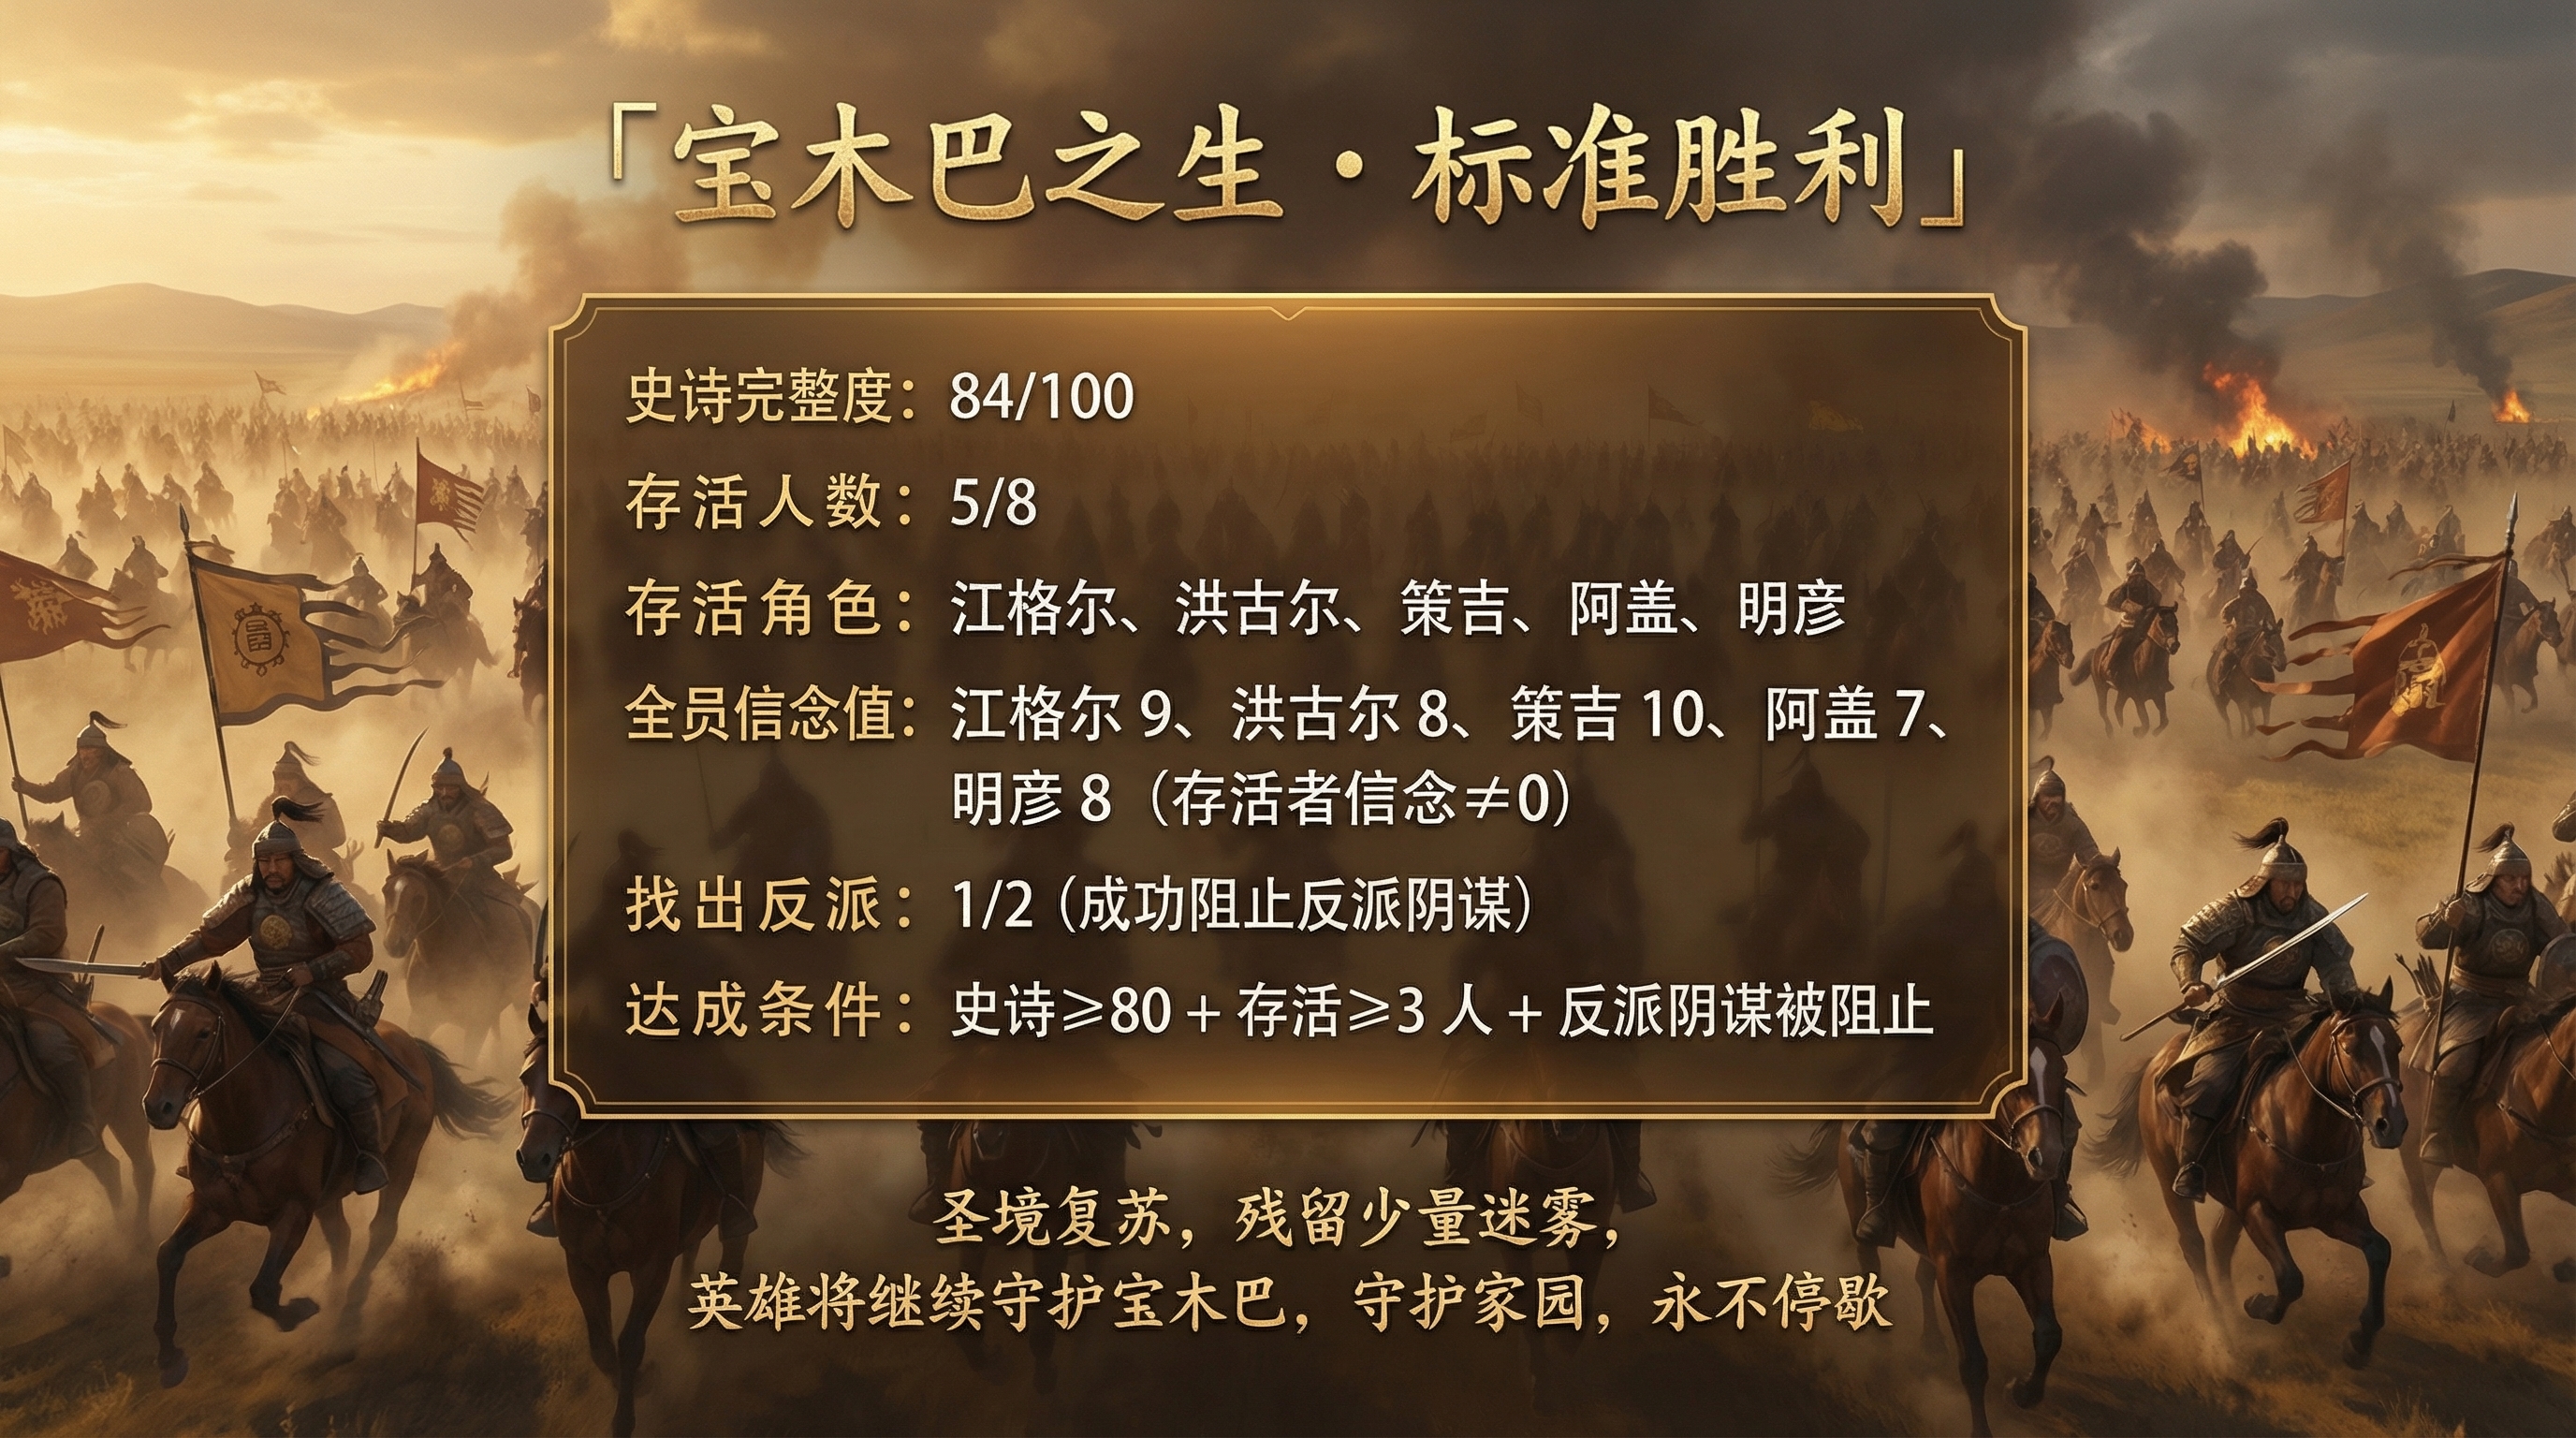 「宝木巴之生·标准胜利」
史诗完整度：84/100
存活人数：5/8
存活角色：江格尔、洪古尔、策吉、阿盖、明彦
全员信念值：江格尔 9、洪古尔 8、策吉 10、阿盖 7、
明彦 8（存活者信念≠0）
找出反派：1/2（成功阻止反派阴谋）
达成条件：史诗≥80 + 存活≥3 人 + 反派阴谋被阻止
圣境复苏，残留少量迷雾，
英雄将继续守护宝木巴，守护家园，永不停歇